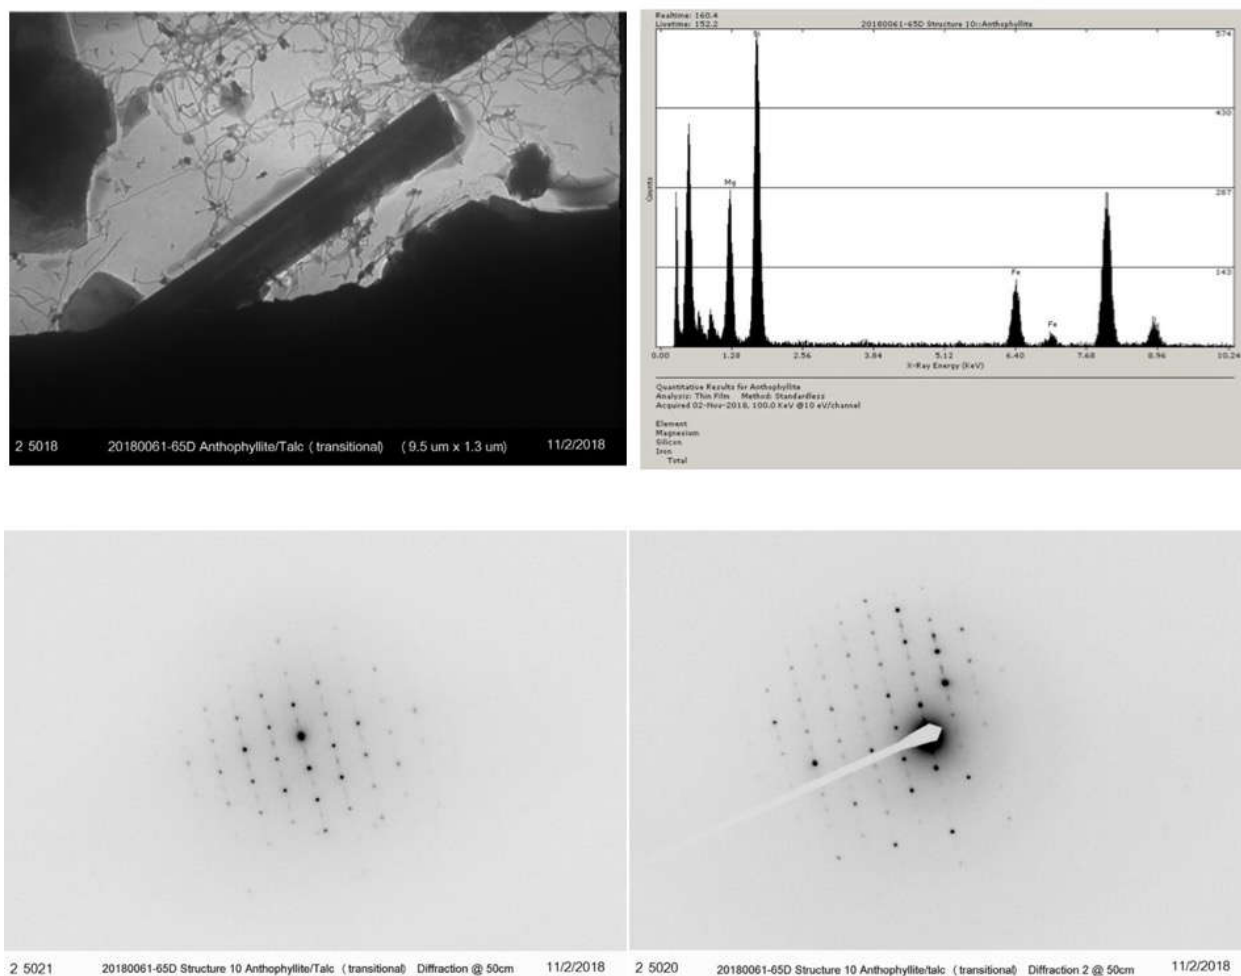 2 5018 20180061-65D Anthophyllite/Talc ( transitional) ( 9.5 um x 1.3 um) 11/2/2018
Realtime: 160.4
Livetime: 152.2 20180061-65D Structure 10::Anthophyllite
Si 574
430
Mg 287
Counts
Fe 143
Fe
0.00 1.28 2.56 3.84 5.12 6.40 7.68 8.96 10.24
X-Ray Energy (KeV)
Quantitative Results for Anthophyllite
Analysis: Thin Film Method: Standardless
Acquired 02-Nov-2018, 100.0 KeV @10 eV/channel
Element
Magnesium
Silicon
Iron
Total
2 5021 20180061-65D Structure 10 Anthophyllite/Talc ( transitional) Diffraction @ 50cm 11/2/2018
2 5020 20180061-65D Structure 10 Anthophyllite/talc ( transitional) Diffraction 2 @ 50cm 11/2/2018